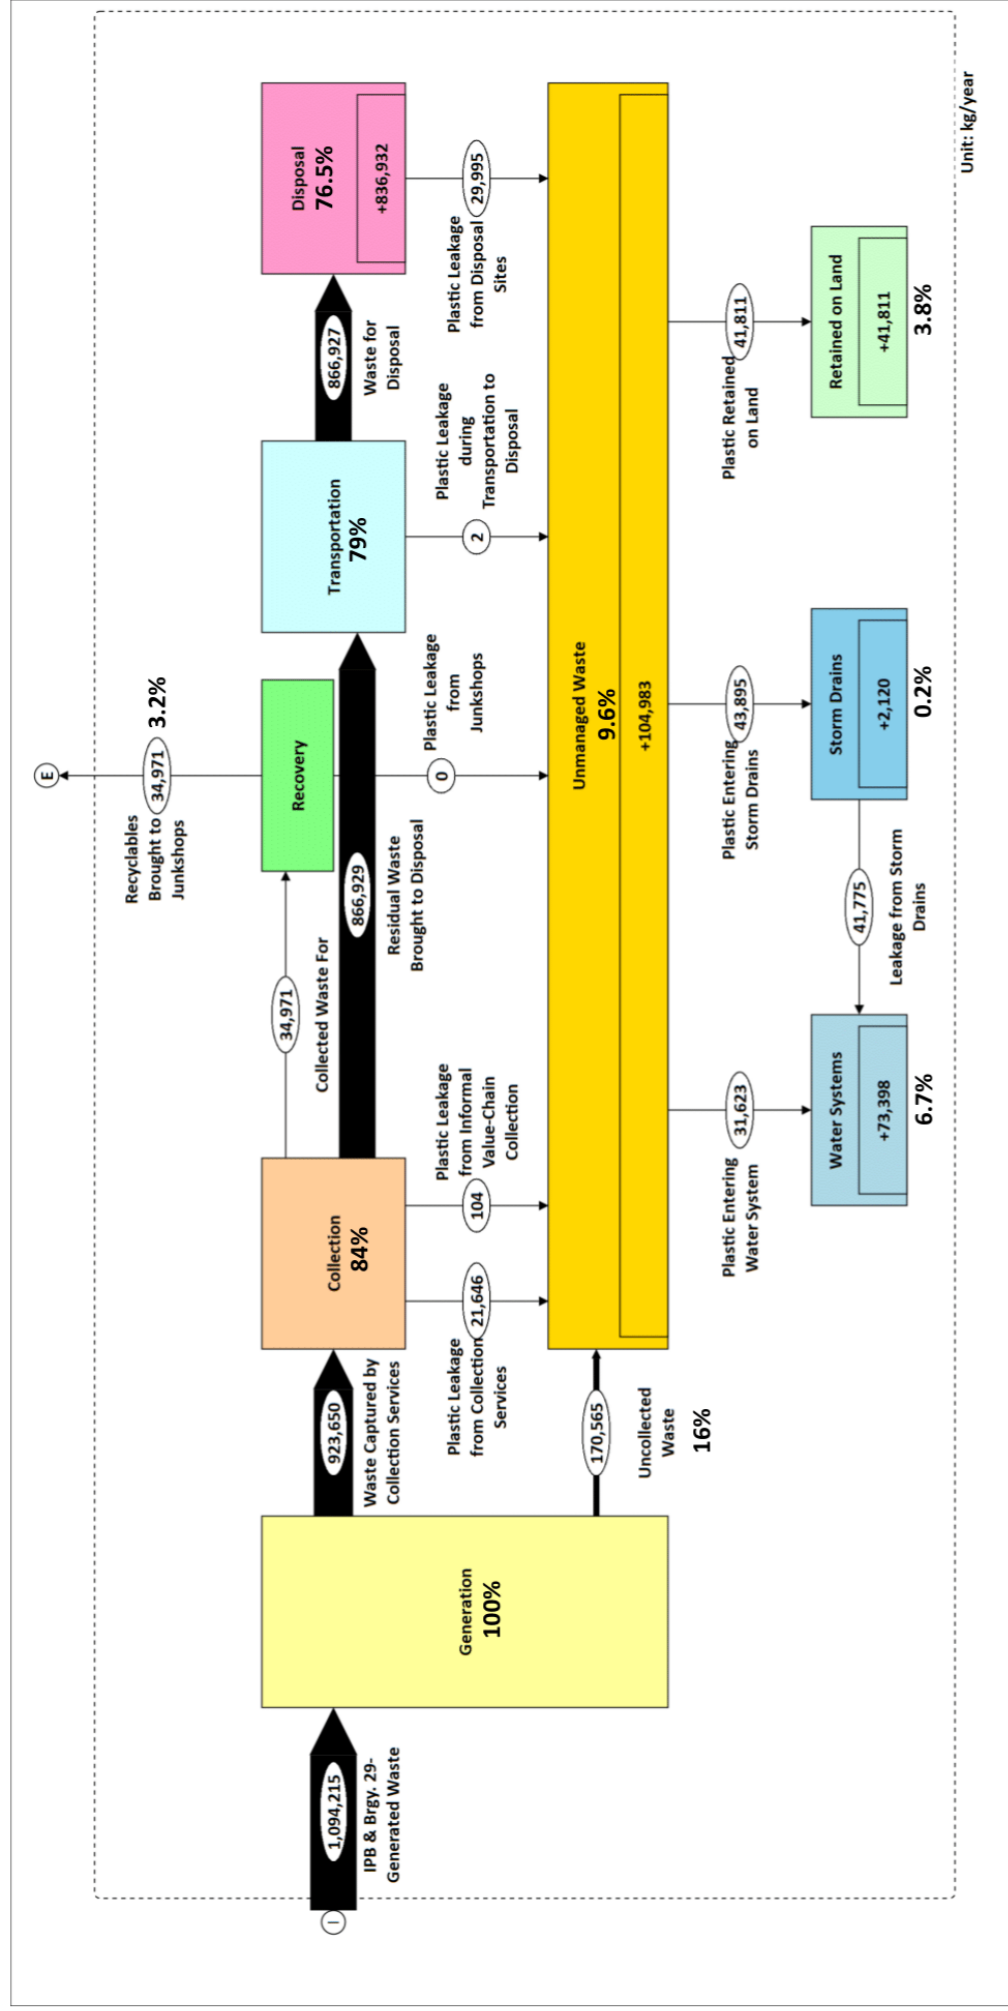 I
1,094,215
IPB & Brgy. 29-
Generated Waste
Generation
100%
923,650
Waste Captured by
Collection Services
170,565
Uncollected
Waste
16%
Collection
84%
21,646
Plastic Leakage
from Collection
Services
104
Plastic Leakage
from Informal
Value-Chain
Collection
34,971
Collected Waste For
866,929
Residual Waste
Brought to Disposal
Recovery
E
34,971
3.2%
Recyclables
Brought to
Junkshops
0
Plastic Leakage
from
Junkshops
Transportation
79%
2
Plastic Leakage
during
Transportation to
Disposal
866,927
Waste for
Disposal
Disposal
76.5%
+836,932
29,995
Plastic Leakage
from Disposal
Sites
Unmanaged Waste
9.6%
+104,983
31,623
Plastic Entering
Water System
Water Systems
+73,398
6.7%
41,775
Leakage from Storm
Drains
43,895
Plastic Entering
Storm Drains
Storm Drains
+2,120
0.2%
41,811
Plastic Retained
on Land
Retained on Land
+41,811
3.8%
Unit: kg/year